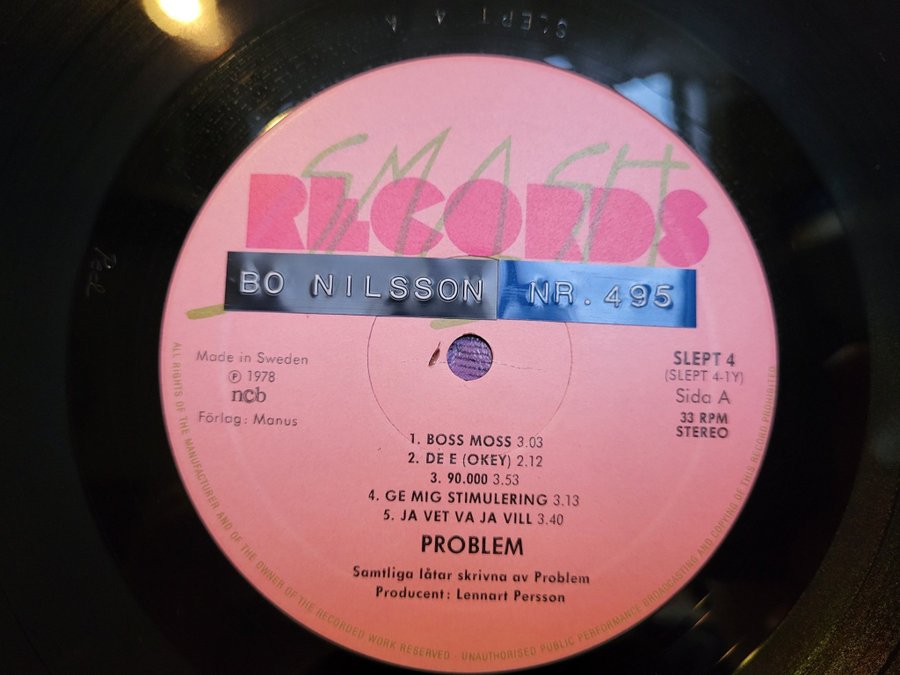 SLEPT 4 A
SMASH
RECORDS
BO NILSSON NR. 495
Made in Sweden
Ⓟ 1978
ncb
Förlag: Manus
SLEPT 4
(SLEPT 4-1Y)
Sida A
33 RPM
STEREO
1. BOSS MOSS 3.03
2. DE E (OKEY) 2.12
3. 90.000 3.53
4. GE MIG STIMULERING 3.13
5. JA VET VA JA VILL 3.40
PROBLEM
Samtliga låtar skrivna av Problem
Producent: Lennart Persson
ALL RIGHTS OF THE MANUFACTURER AND OF THE OWNER OF THE RECORDED WORK RESERVED · UNAUTHORISED PUBLIC PERFORMANCE BROADCASTING AND COPYING OF THIS RECORD PROHIBITED